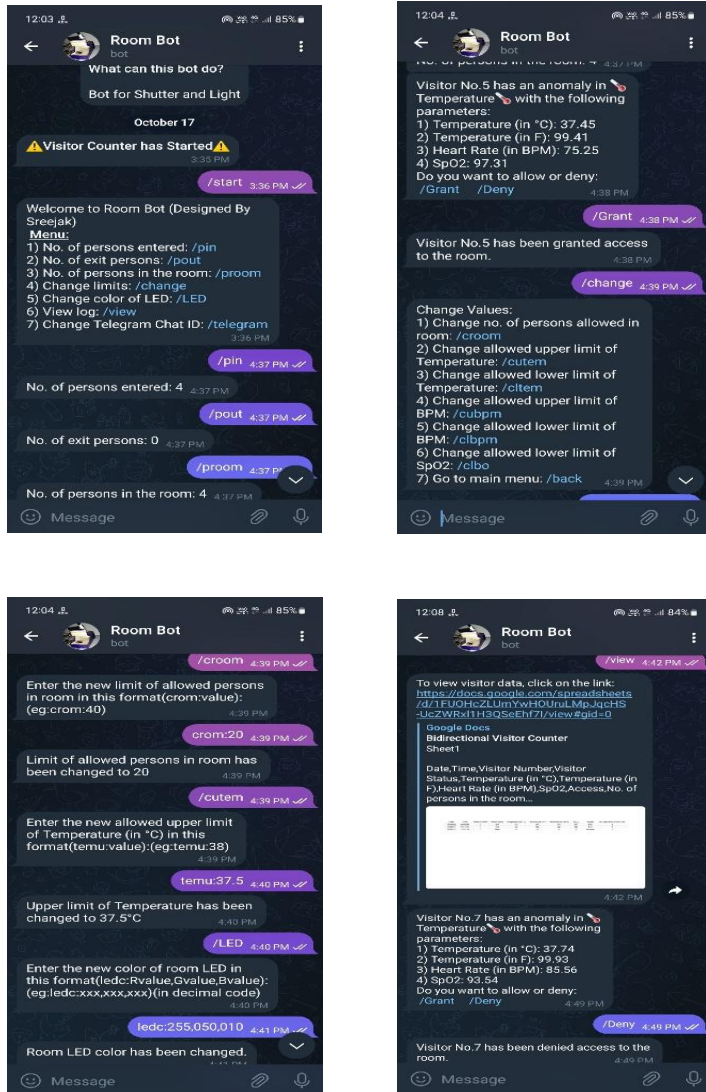 12:03
85%
Room Bot
bot
What can this bot do?
Bot for Shutter and Light
October 17
⚠Visitor Counter has Started⚠
3:35 PM
/start 3:36 PM
Welcome to Room Bot (Designed By
Sreejak)
Menu:
1) No. of persons entered: /pin
2) No. of exit persons: /pout
3) No. of persons in the room: /proom
4) Change limits: /change
5) Change color of LED: /LED
6) View log: /view
7) Change Telegram Chat ID: /telegram
3:36 PM
/pin 4:37 PM
No. of persons entered: 4 4:37 PM
/pout 4:37 PM
No. of exit persons: 0 4:37 PM
/proom 4:37 P
No. of persons in the room: 4 4:37 PM
Message
12:04
85%
Room Bot
bot
No. of persons in the room: 4 4:37 PM
Visitor No.5 has an anomaly in
Temperature with the following
parameters:
1) Temperature (in °C): 37.45
2) Temperature (in F): 99.41
3) Heart Rate (in BPM): 75.25
4) SpO2: 97.31
Do you want to allow or deny:
/Grant /Deny 4:38 PM
/Grant 4:38 PM
Visitor No.5 has been granted access
to the room. 4:38 PM
/change 4:39 PM
Change Values:
1) Change no. of persons allowed in
room: /croom
2) Change allowed upper limit of
Temperature: /cutem
3) Change allowed lower limit of
Temperature: /cltem
4) Change allowed upper limit of
BPM: /cubpm
5) Change allowed lower limit of
BPM: /clbpm
6) Change allowed lower limit of
SpO2: /clbo
7) Go to main menu: /back 4:39 PM
Message
12:04
85%
Room Bot
bot
/croom 4:39 PM
Enter the new limit of allowed persons
in room in this format(crom:value):
(eg:crom:40) 4:39 PM
crom:20 4:39 PM
Limit of allowed persons in room has
been changed to 20 4:39 PM
/cutem 4:39 PM
Enter the new allowed upper limit
of Temperature (in °C) in this
format(temu:value):(eg:temu:38)
4:39 PM
temu:37.5 4:40 PM
Upper limit of Temperature has been
changed to 37.5°C 4:40 PM
/LED 4:40 PM
Enter the new color of room LED in
this format(ledc:Rvalue,Gvalue,Bvalue):
(eg:ledc:xxx,xxx,xxx)(in decimal code)
4:40 PM
ledc:255,050,010 4:41 PM
Room LED color has been changed.
Message
12:08
84%
Room Bot
bot
/view 4:42 PM
To view visitor data, click on the link:
https://docs.google.com/spreadsheets
Google Docs
Bidirectional Visitor Counter
Sheet1
Date,Time,Visitor Number,Visitor
Status,Temperature (in °C),Temperature (in
F),Heart Rate (in BPM),SpO2,Access,No. of
persons in the room...
4:42 PM
Visitor No.7 has an anomaly in
Temperature with the following
parameters:
1) Temperature (in °C): 37.74
2) Temperature (in F): 99.93
3) Heart Rate (in BPM): 85.56
4) SpO2: 93.54
Do you want to allow or deny:
/Grant /Deny 4:49 PM
/Deny 4:49 PM
Visitor No.7 has been denied access to the
room. 4:49 PM
Message